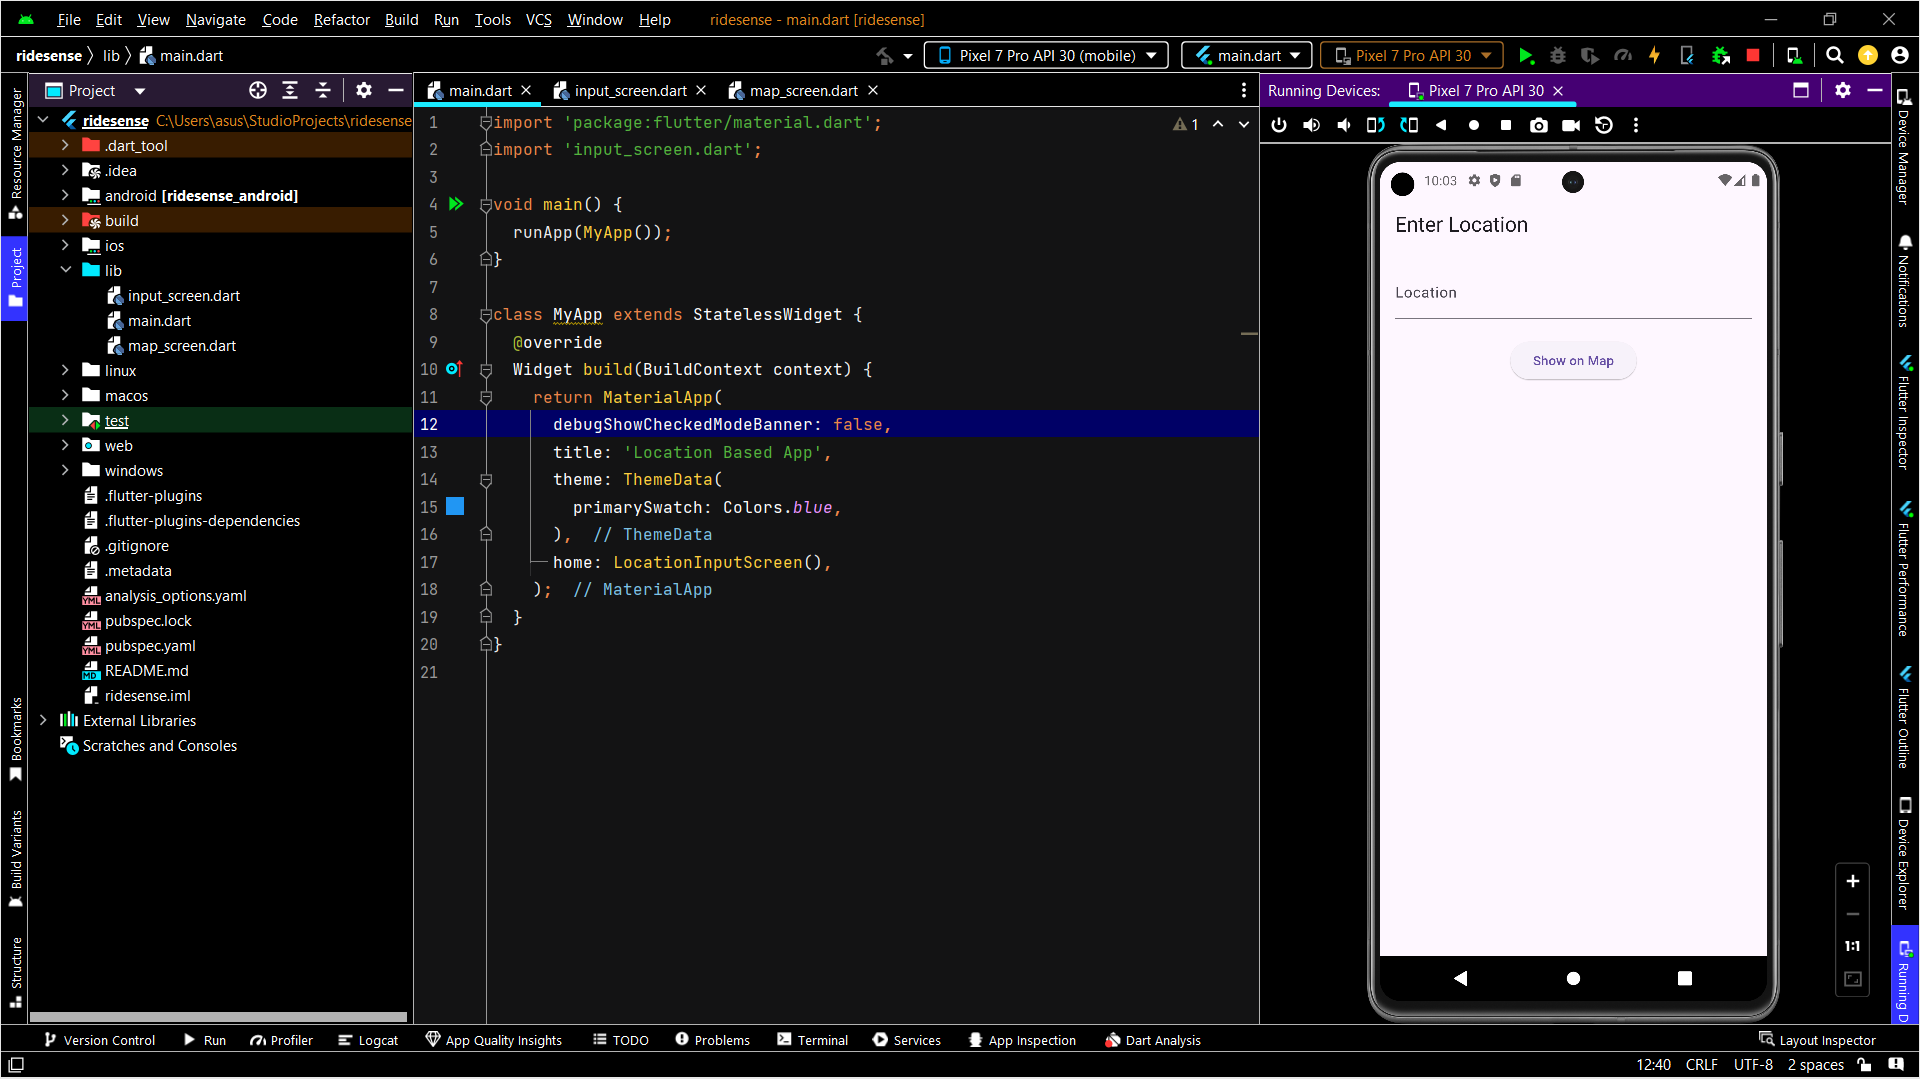 File Edit View Navigate Code Refactor Build Run Tools VCS Window Help ridesense - main.dart [ridesense]
ridesense lib main.dart Pixel 7 Pro API 30 (mobile) main.dart Pixel 7 Pro API 30
Project main.dart input_screen.dart map_screen.dart Running Devices: Pixel 7 Pro API 30
Resource Manager
Project
Bookmarks
Build Variants
Structure
ridesense C:\Users\asus\StudioProjects\ridesense
.dart_tool
.idea
android [ridesense_android]
build
ios
lib
input_screen.dart
main.dart
map_screen.dart
linux
macos
test
web
windows
.flutter-plugins
.flutter-plugins-dependencies
.gitignore
.metadata
analysis_options.yaml
pubspec.lock
pubspec.yaml
README.md
ridesense.iml
External Libraries
Scratches and Consoles
1 import 'package:flutter/material.dart';
2 import 'input_screen.dart';
3
4 void main() {
5 runApp(MyApp());
6 }
7
8 class MyApp extends StatelessWidget {
9 @override
10 Widget build(BuildContext context) {
11 return MaterialApp(
12 debugShowCheckedModeBanner: false,
13 title: 'Location Based App',
14 theme: ThemeData(
15 primarySwatch: Colors.blue,
16 ), // ThemeData
17 home: LocationInputScreen(),
18 ); // MaterialApp
19 }
20 }
21
1
10:03
Enter Location
Location
Show on Map
1:1
Device Manager
Notifications
Flutter Inspector
Flutter Performance
Flutter Outline
Device Explorer
Running D
Version Control Run Profiler Logcat App Quality Insights TODO Problems Terminal Services App Inspection Dart Analysis Layout Inspector
12:40 CRLF UTF-8 2 spaces